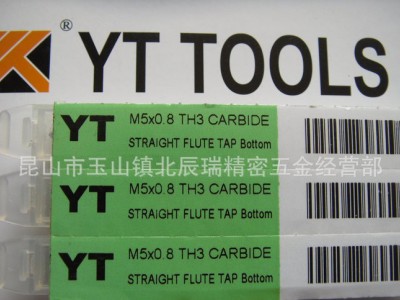 ® YT TOOLS
YT M5x0.8 TH3 CARBIDE
STRAIGHT FLUTE TAP Bottom
昆山市玉山镇北辰瑞精密五金经营部
YT M5x0.8 TH3 CARBIDE
STRAIGHT FLUTE TAP Bottom
YT M5x0.8 TH3 CARBIDE
STRAIGHT FLUTE TAP Bottom